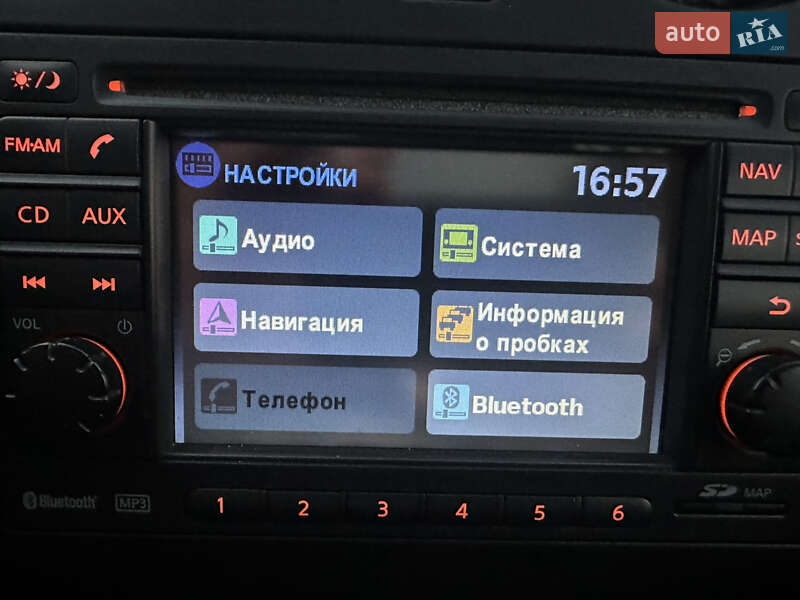 auto RIA .com
FM·AM
NAV
НАСТРОЙКИ 16:57
CD AUX
MAP
Аудио
Система
Навигация
Информация
о пробках
VOL
Телефон
Bluetooth
Bluetooth MP3
SD MAP
1 2 3 4 5 6